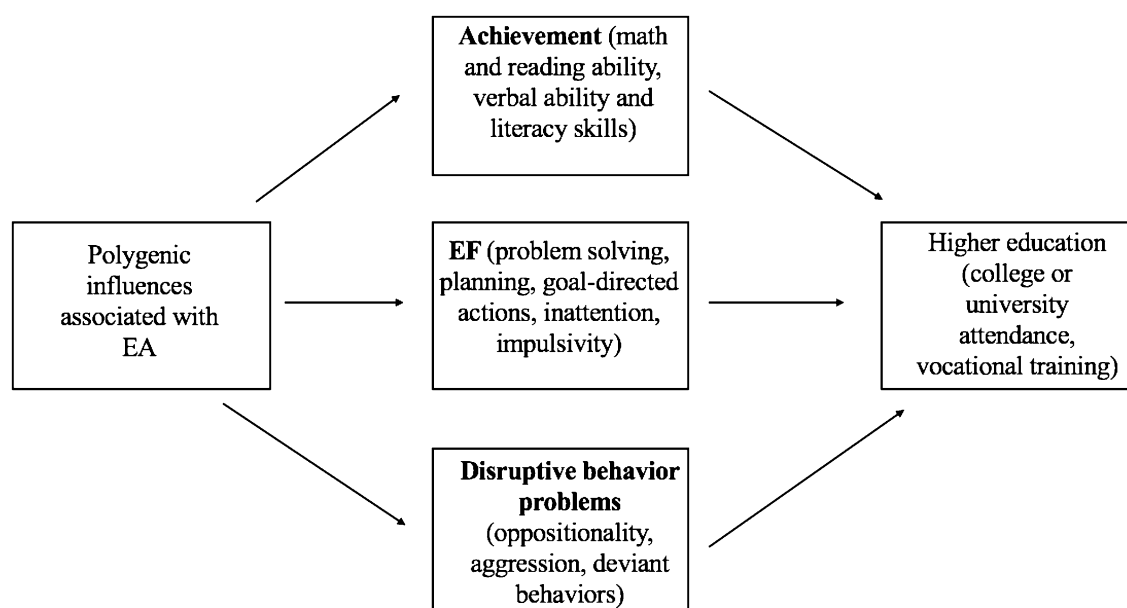 Achievement (math
and reading ability,
verbal ability and
literacy skills)
Polygenic
influences
associated with
EA
EF (problem solving,
planning, goal-directed
actions, inattention,
impulsivity)
Higher education
(college or
university
attendance,
vocational training)
Disruptive behavior
problems
(oppositionality,
aggression, deviant
behaviors)